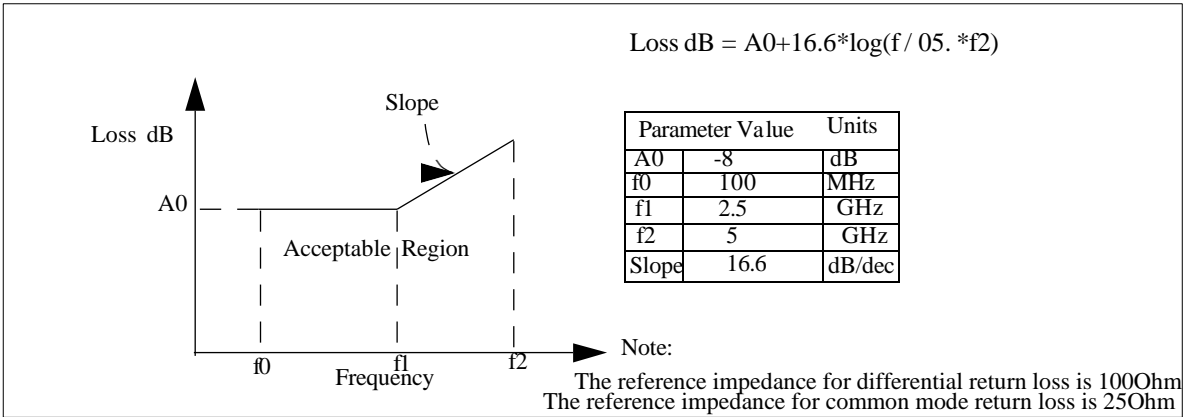 Loss dB = A0+16.6*log(f / 05. *f2)
Slope
Loss dB
A0
Acceptable Region
f0
f1
f2
Frequency
Parameter Value Units
A0 -8 dB
f0 100 MHz
f1 2.5 GHz
f2 5 GHz
Slope 16.6 dB/dec
Note:
The reference impedance for differential return loss is 100Ohm
The reference impedance for common mode return loss is 25Ohm